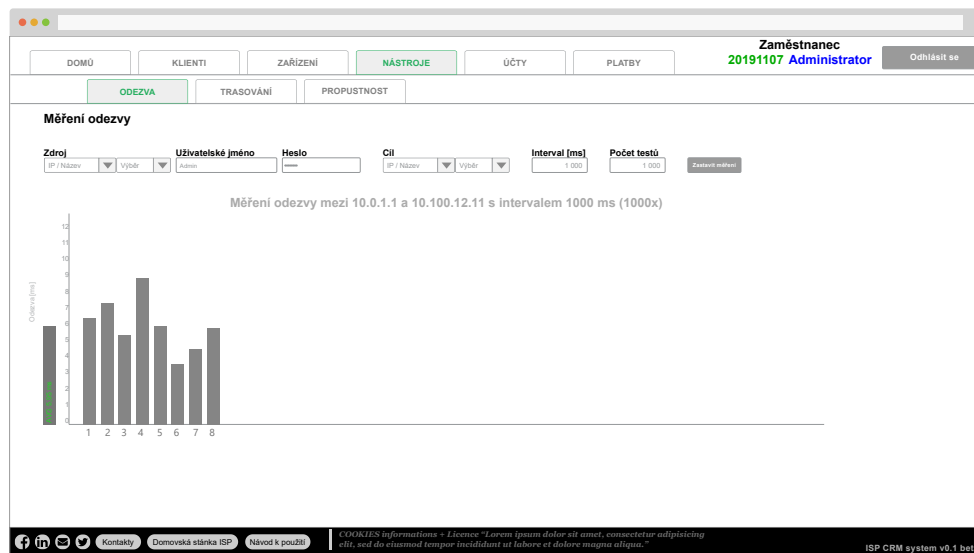 Zaměstnanec
DOMŮ KLIENTI ZAŘÍZENÍ NÁSTROJE ÚČTY PLATBY 20191107 Administrator Odhlásit se
ODEZVA TRASOVÁNÍ PROPUSTNOST
Měření odezvy
Zdroj Uživatelské jméno Heslo Cíl Interval [ms] Počet testů
IP / Název Výběr Admin IP / Název Výběr 1 000 1 000 Zastavit měření
Měření odezvy mezi 10.0.1.1 a 10.100.12.11 s intervalem 1000 ms (1000x)
12
11
10
9
8
7
6
5
4
3
2
1
0
Odezva[ms]
1 2 3 4 5 6 7 8
Kontakty Domovská stánka ISP Návod k použití
COOKIES informations + Licence "Lorem ipsum dolor sit amet, consectetur adipisicing
elit, sed do eiusmod tempor incididunt ut labore et dolore magna aliqua."
ISP CRM system v0.1 bet